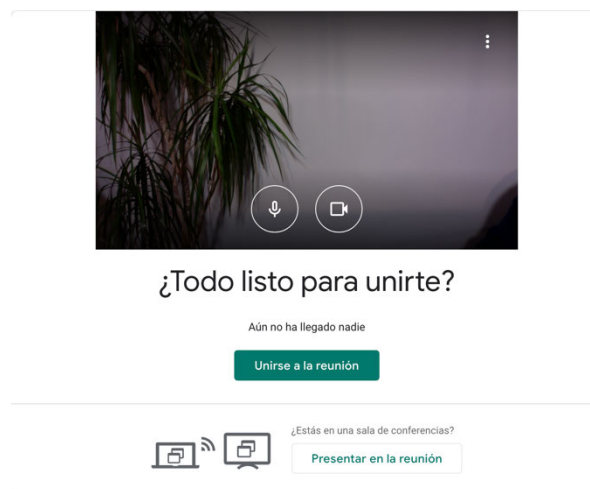 ¿Todo listo para unirte?
Aún no ha llegado nadie
Unirse a la reunión
¿Estás en una sala de conferencias?
Presentar en la reunión